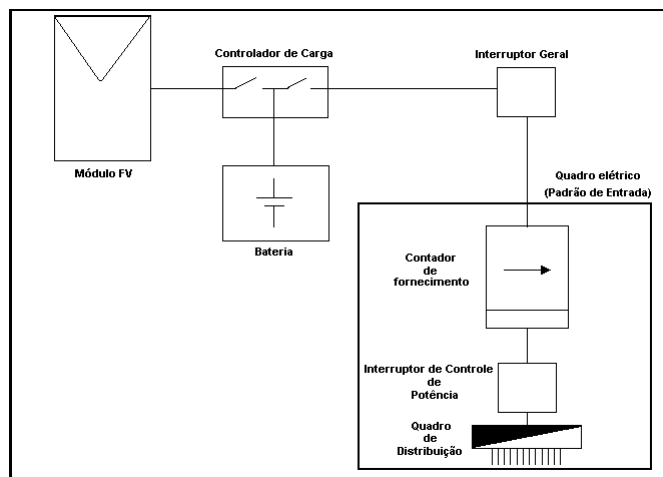 Controlador de Carga
Interruptor Geral
Módulo FV
Bateria
Quadro elétrico
(Padrão de Entrada)
Contador
de
fornecimento
Interruptor de Controle
de
Potência
Quadro
de
Distribuição